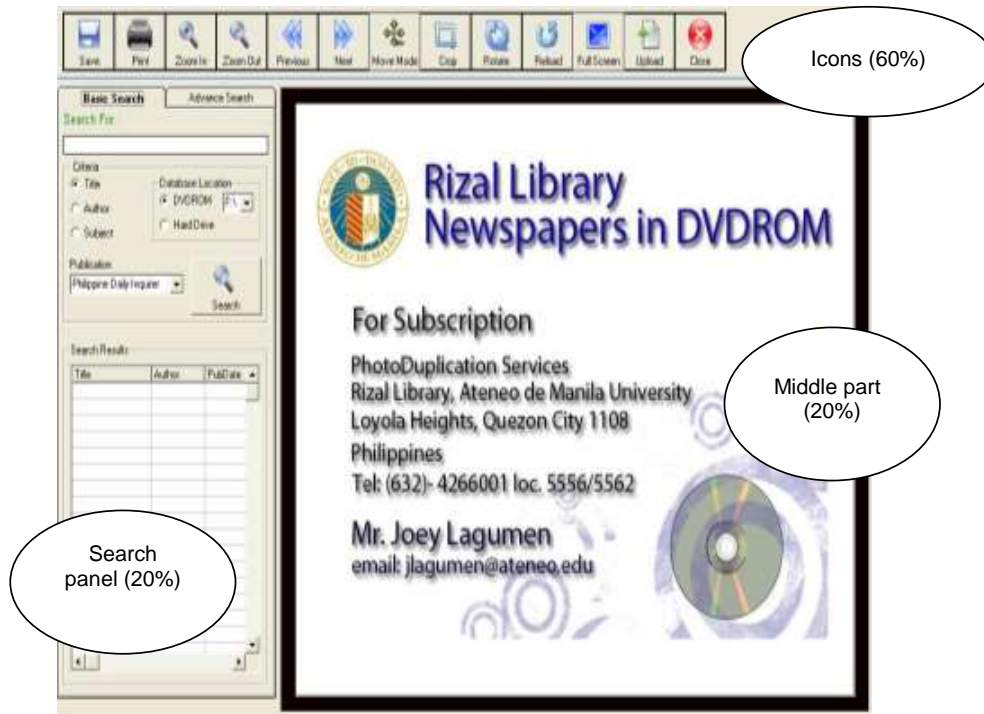 Save Print Zoom In Zoom Out Previous Next Move Mode Crop Rotate Reload Full Screen Upload Close
Icons (60%)
Basic Search Advance Search
Search For
Criteria
Title
Author
Subject
Database Location
DVDROM
Hard Drive
Publication
Philippine Daily Inquirer
Search
Search Results
Title Author PubDate
Search
panel (20%)
Rizal Library
Newspapers in DVDROM
For Subscription
PhotoDuplication Services
Rizal Library, Ateneo de Manila University
Loyola Heights, Quezon City 1108
Philippines
Tel: (632)- 4266001 loc. 5556/5562
Mr. Joey Lagumen
email: jlagumen@ateneo.edu
Middle part
(20%)